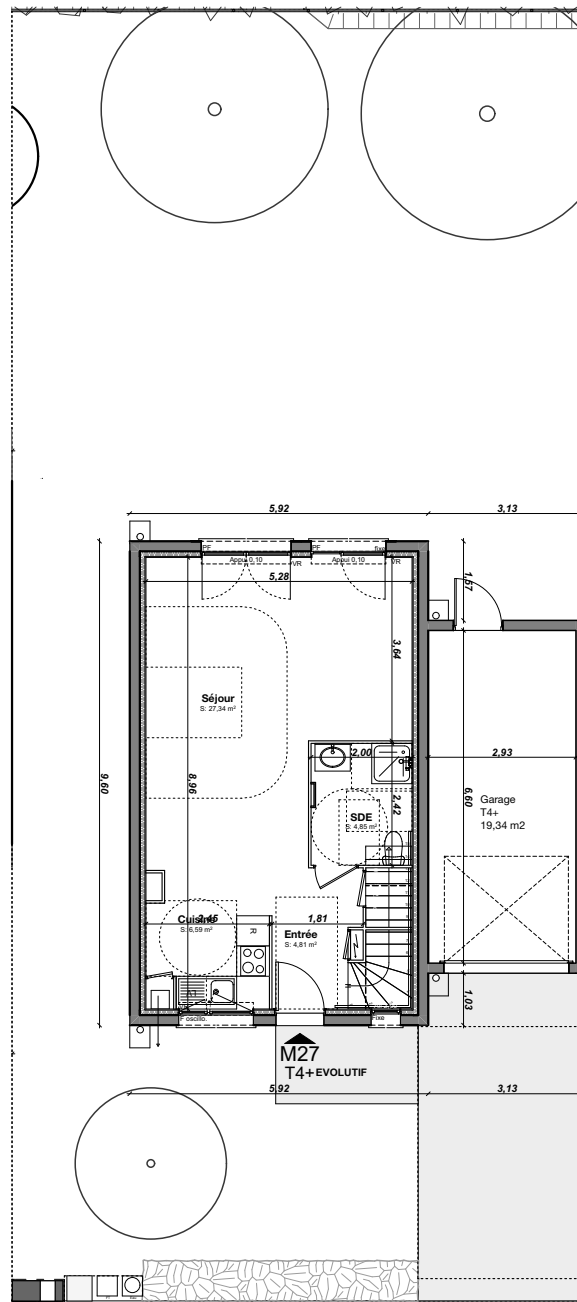 5,92
3,13
PF
PF
fixe
Appui 0,10
VR
Appui 0,10
VR
5,28
1,57
3,64
Séjour
S: 27,34 m²
2,00
2,93
9,60
8,96
2,42
6,60
SDE
S: 4,85 m²
Garage
T4+
19,34 m2
Cuisine
S: 6,59 m²
2,45
1,81
R
Entrée
S: 4,81 m²
LV
F oscillo.
Fixe
1,03
M27
T4+ EVOLUTIF
5,92
3,13